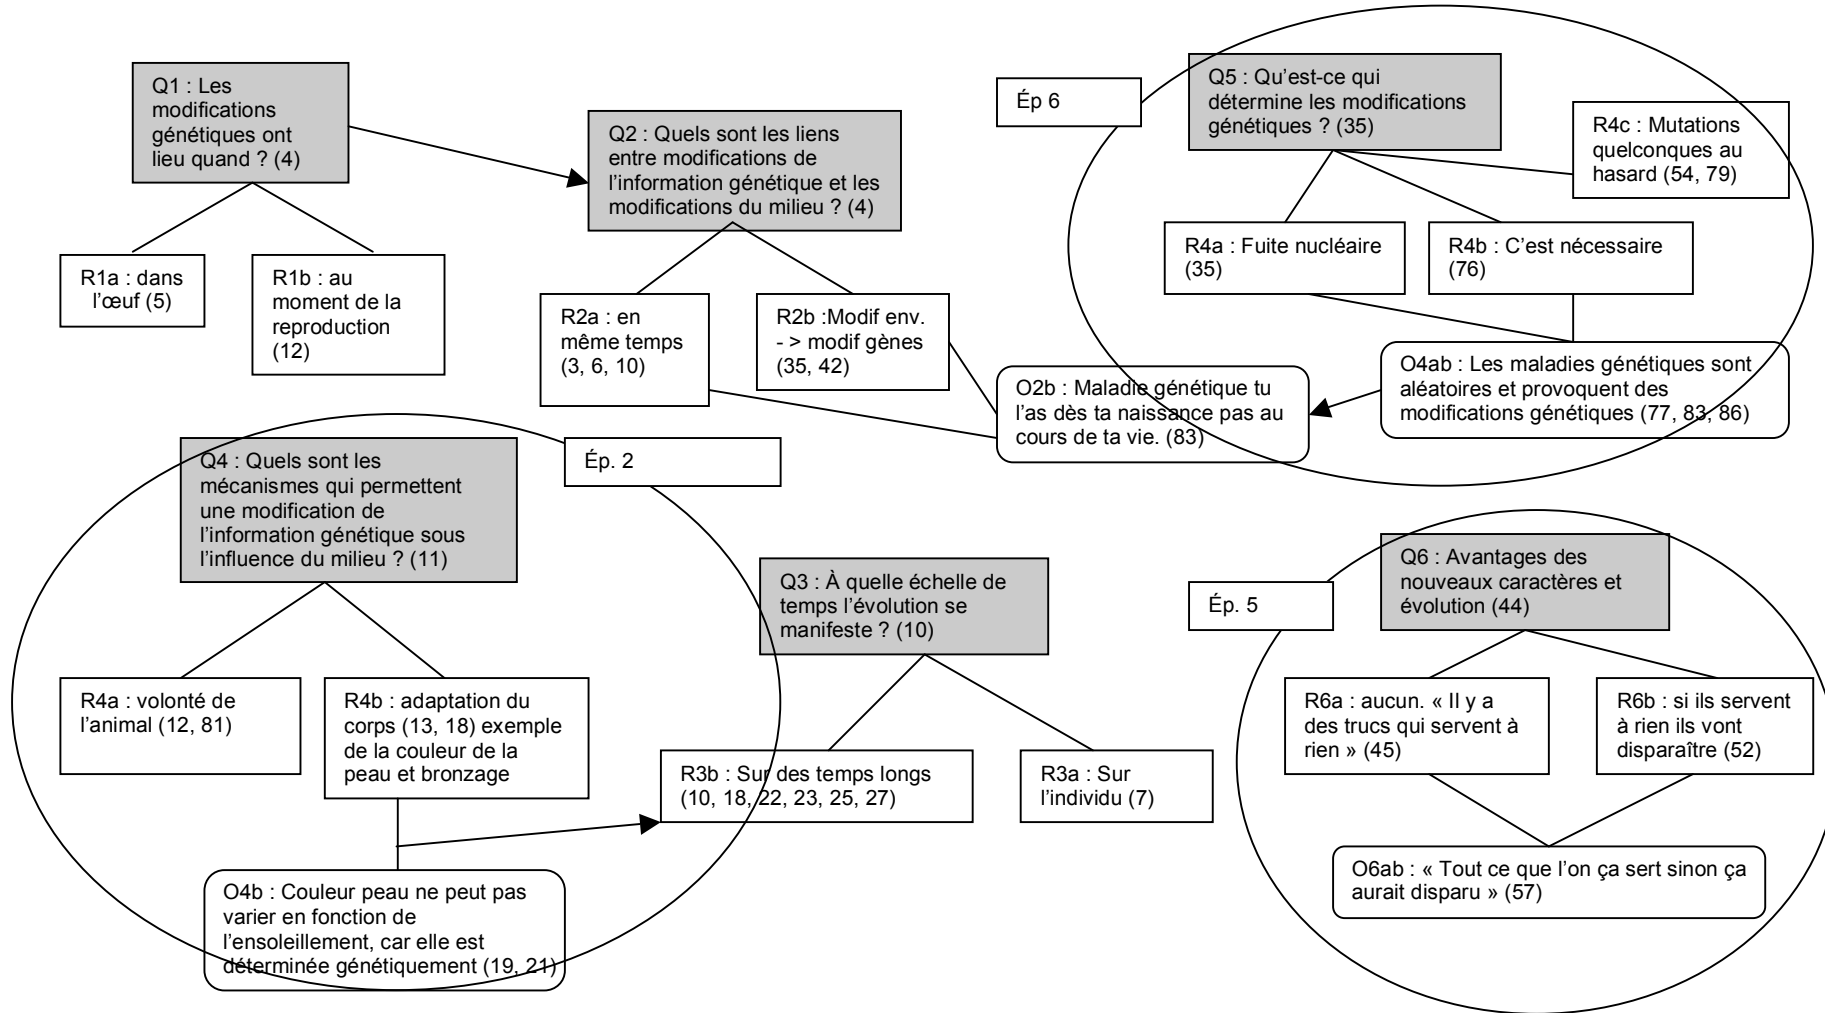 Q1 : Les
modifications
génétiques ont
lieu quand ? (4)
R1a : dans
l'œuf (5)
R1b : au
moment de la
reproduction
(12)
Q2 : Quels sont les liens
entre modifications de
l'information génétique et les
modifications du milieu ? (4)
R2a : en
même temps
(3, 6, 10)
R2b :Modif env.
- > modif gènes
(35, 42)
Ép 6
Q5 : Qu'est-ce qui
détermine les modifications
génétiques ? (35)
R4c : Mutations
quelconques au
hasard (54, 79)
R4a : Fuite nucléaire
(35)
R4b : C'est nécessaire
(76)
O2b : Maladie génétique tu
l'as dès ta naissance pas au
cours de ta vie. (83)
O4ab : Les maladies génétiques sont
aléatoires et provoquent des
modifications génétiques (77, 83, 86)
Ép. 2
Q4 : Quels sont les
mécanismes qui permettent
une modification de
l'information génétique sous
l'influence du milieu ? (11)
R4a : volonté de
l'animal (12, 81)
R4b : adaptation du
corps (13, 18) exemple
de la couleur de la
peau et bronzage
O4b : Couleur peau ne peut pas
varier en fonction de
l'ensoleillement, car elle est
déterminée génétiquement (19, 21)
Q3 : À quelle échelle de
temps l'évolution se
manifeste ? (10)
R3b : Sur des temps longs
(10, 18, 22, 23, 25, 27)
R3a : Sur
l'individu (7)
Ép. 5
Q6 : Avantages des
nouveaux caractères et
évolution (44)
R6a : aucun. « Il y a
des trucs qui servent à
rien » (45)
R6b : si ils servent
à rien ils vont
disparaître (52)
O6ab : « Tout ce que l'on ça sert sinon ça
aurait disparu » (57)